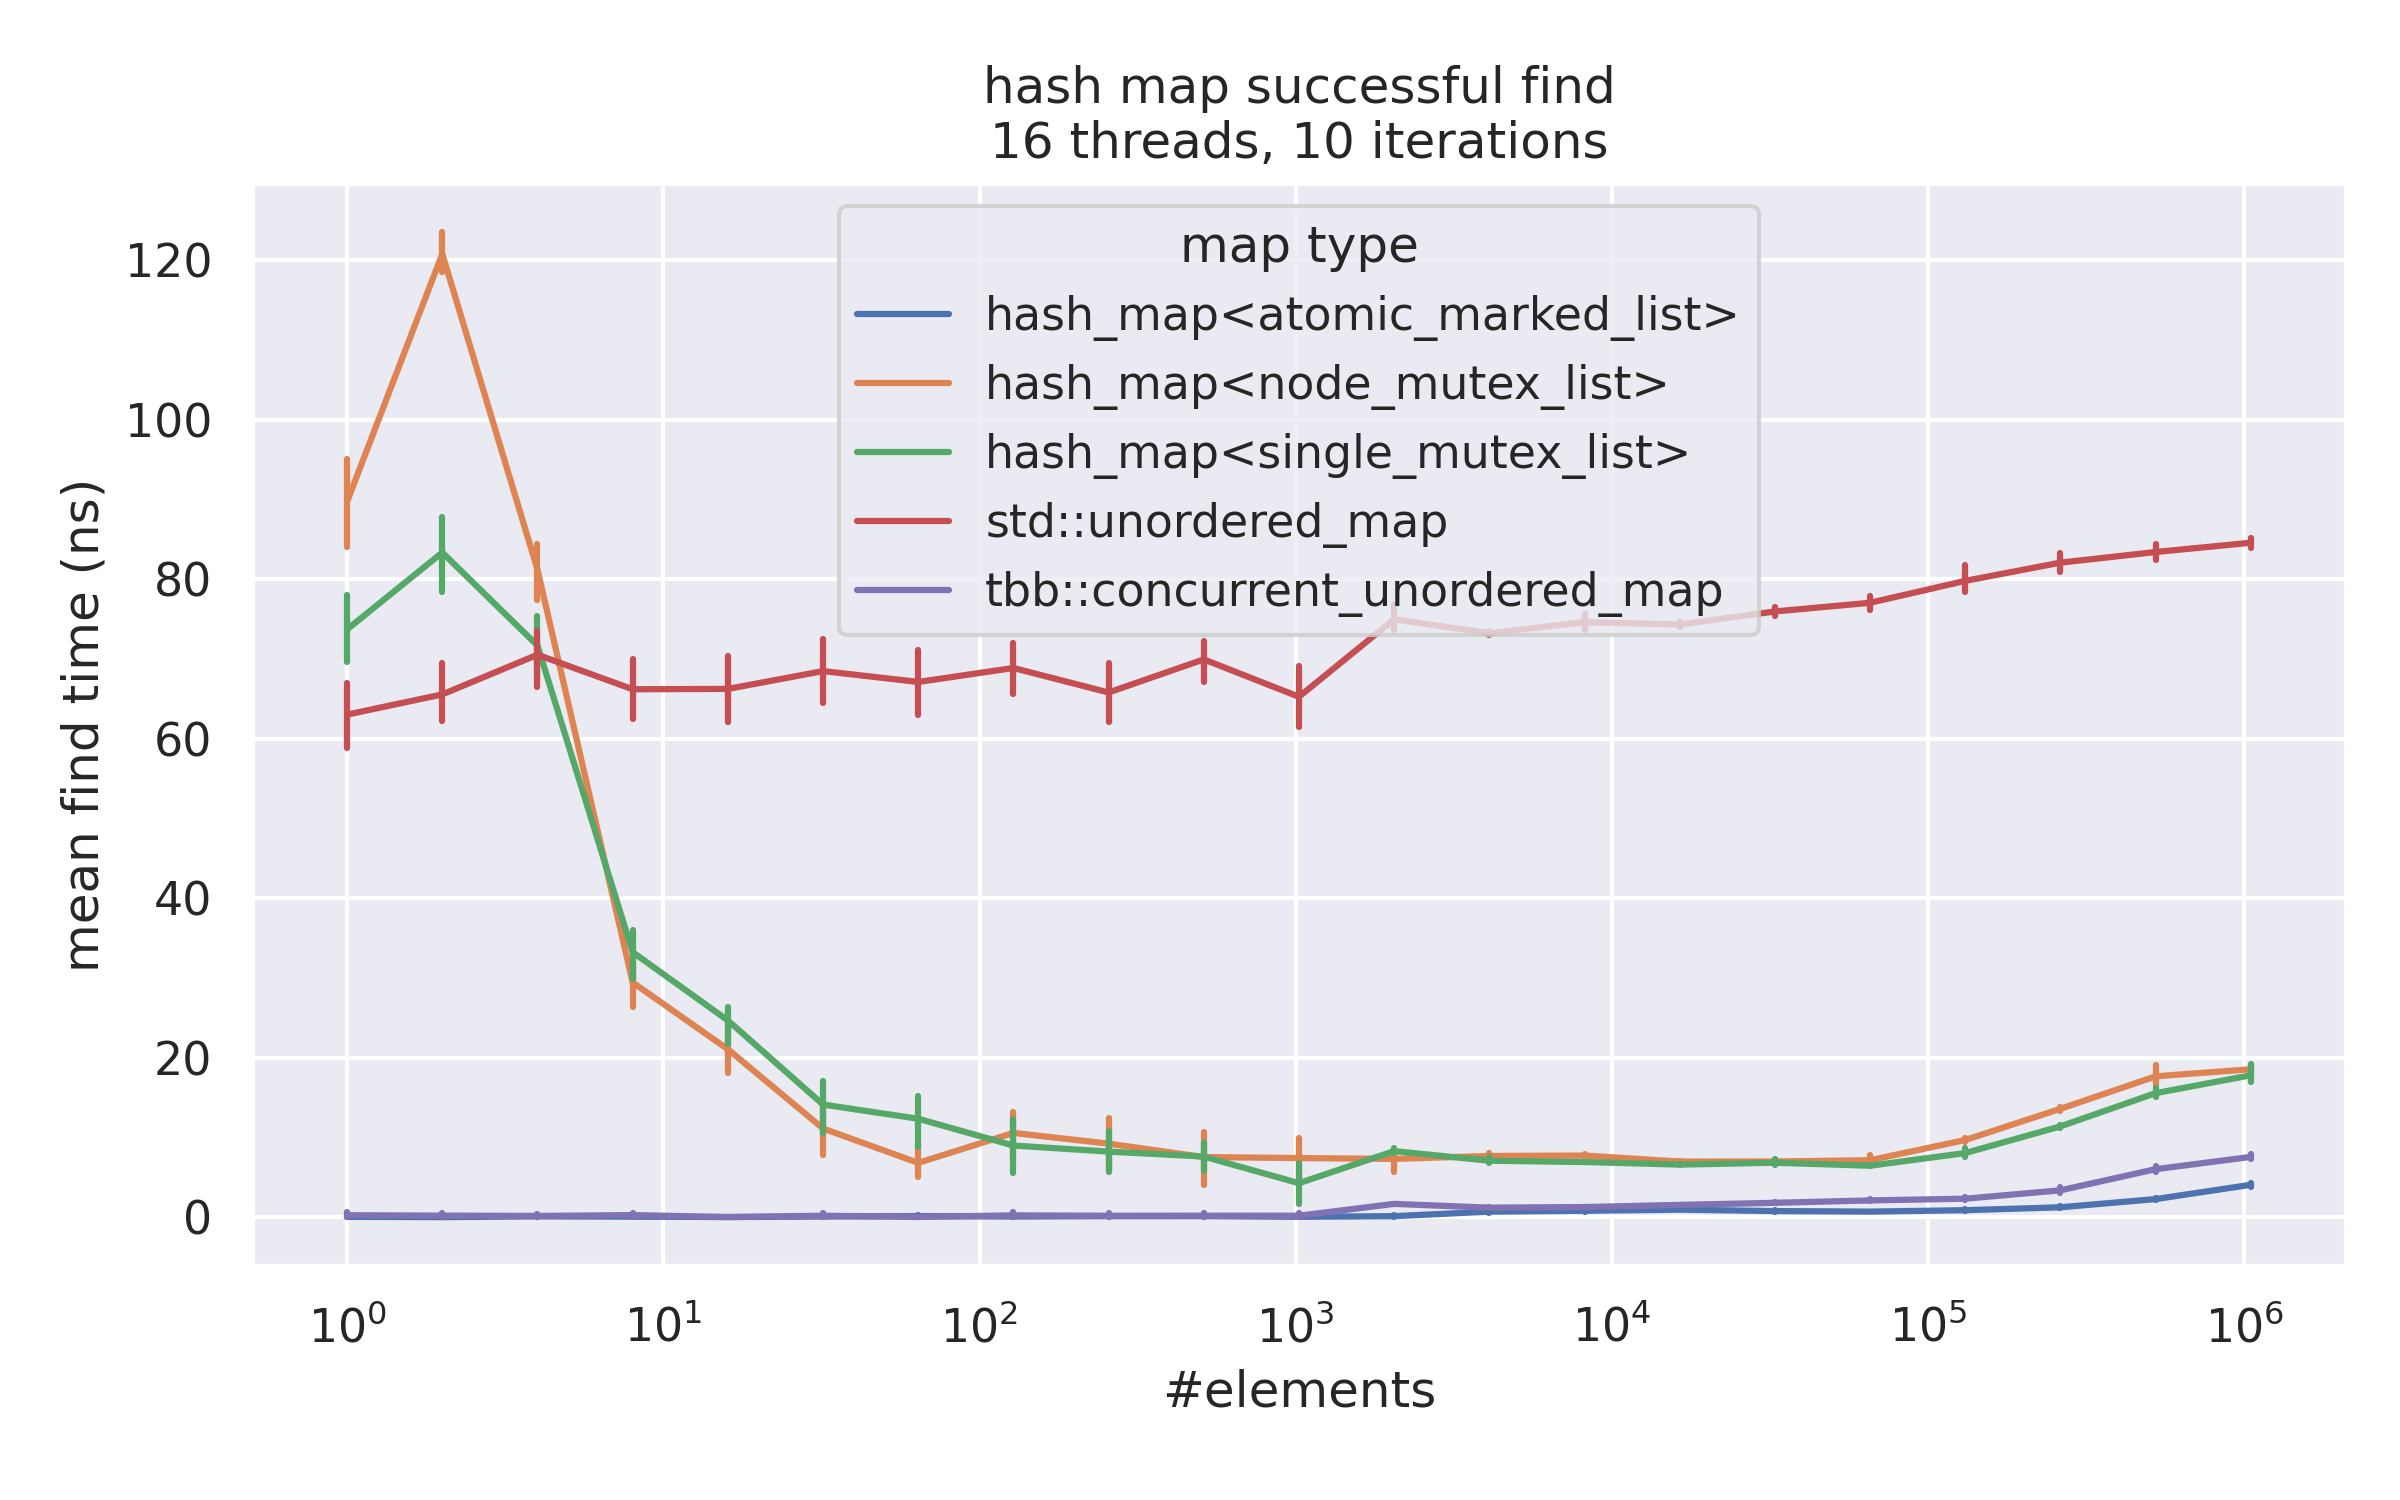 hash map successful find
16 threads, 10 iterations
map type
hash_map<atomic_marked_list>
hash_map<node_mutex_list>
hash_map<single_mutex_list>
std::unordered_map
tbb::concurrent_unordered_map
mean find time (ns)
120
100
80
60
40
20
0
10⁰ 10¹ 10² 10³ 10⁴ 10⁵ 10⁶
#elements